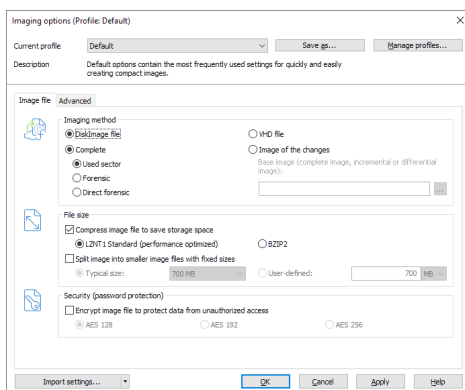 Imaging options (Profile: Default)
Current profile
Default
Save as...
Manage profiles...
Description
Default options contain the most frequently used settings for quickly and easily
creating compact images.
Image file
Advanced
Imaging method
DiskImage file
VHD file
Complete
Image of the changes
Used sector
Base image (complete image, incremental or differential
image):
Forensic
Direct forensic
...
File size
Compress image file to save storage space
LZNT1 Standard (performance optimized)
BZIP2
Split image into smaller image files with fixed sizes
Typical size:
700 MB
User-defined:
700
MB
Security (password protection)
Encrypt image file to protect data from unauthorized access
AES 128
AES 192
AES 256
Import settings...
OK
Cancel
Apply
Help